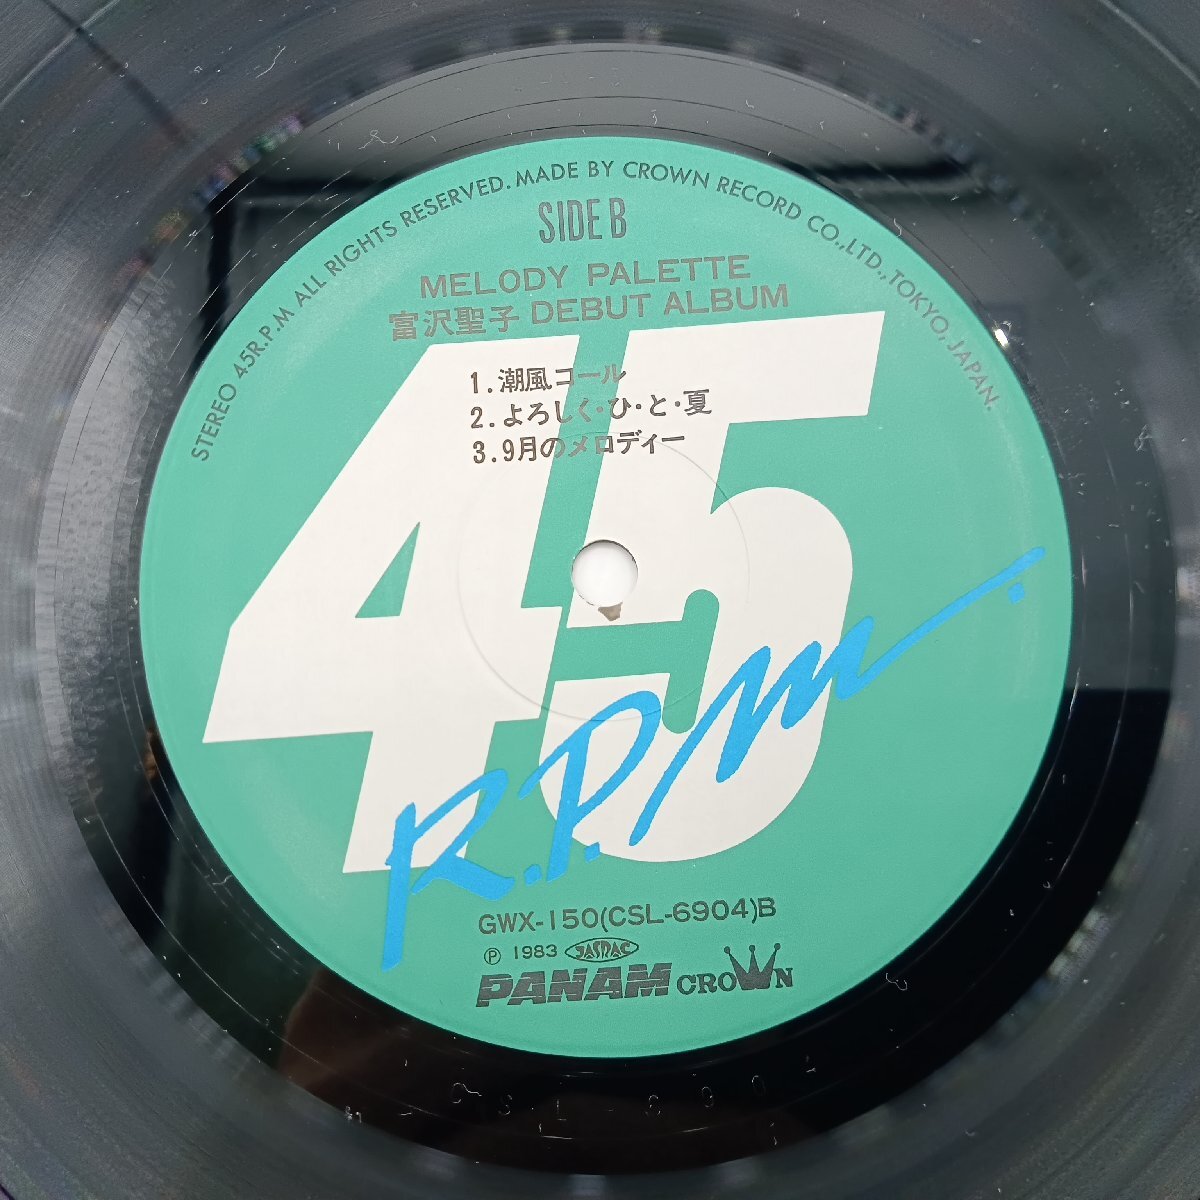 STEREO 45R.P.M ALL RIGHTS RESERVED. MADE BY CROWN RECORD CO.,LTD.,TOKYO, JAPAN.
SIDE B
MELODY PALETTE
富沢聖子 DEBUT ALBUM
1.潮風コール
2.よろしく・ひ・と・夏
3.9月のメロディー
45
R.P.M.
GWX-150(CSL-6904)B
Ⓟ 1983 JASRAC
PANAM CROWN